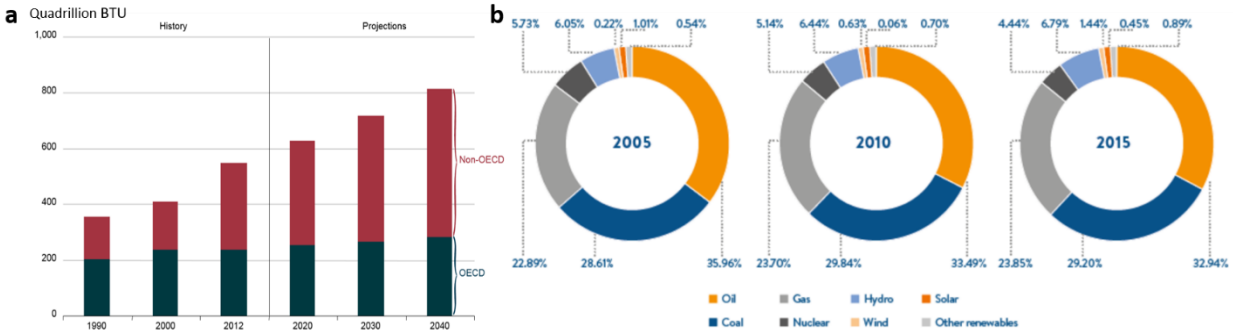 a
Quadrillion BTU
History
Projections
1,000
800
600
400
200
0
Non-OECD
OECD
1990 2000 2012 2020 2030 2040
b
5.73% 6.05% 0.22% 1.01% 0.54%
2005
22.89% 28.61% 35.96%
5.14% 6.44% 0.63% 0.06% 0.70%
2010
23.70% 29.84% 33.49%
4.44% 6.79% 1.44% 0.45% 0.89%
2015
23.85% 29.20% 32.94%
Oil Gas Hydro Solar
Coal Nuclear Wind Other renewables